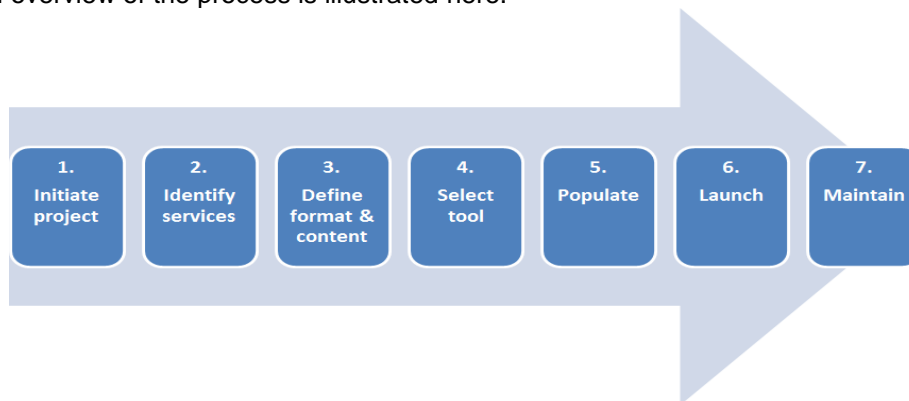 overview of the process is illustrated here:
1.
Initiate
project
2.
Identify
services
3.
Define
format &
content
4.
Select
tool
5.
Populate
6.
Launch
7.
Maintain